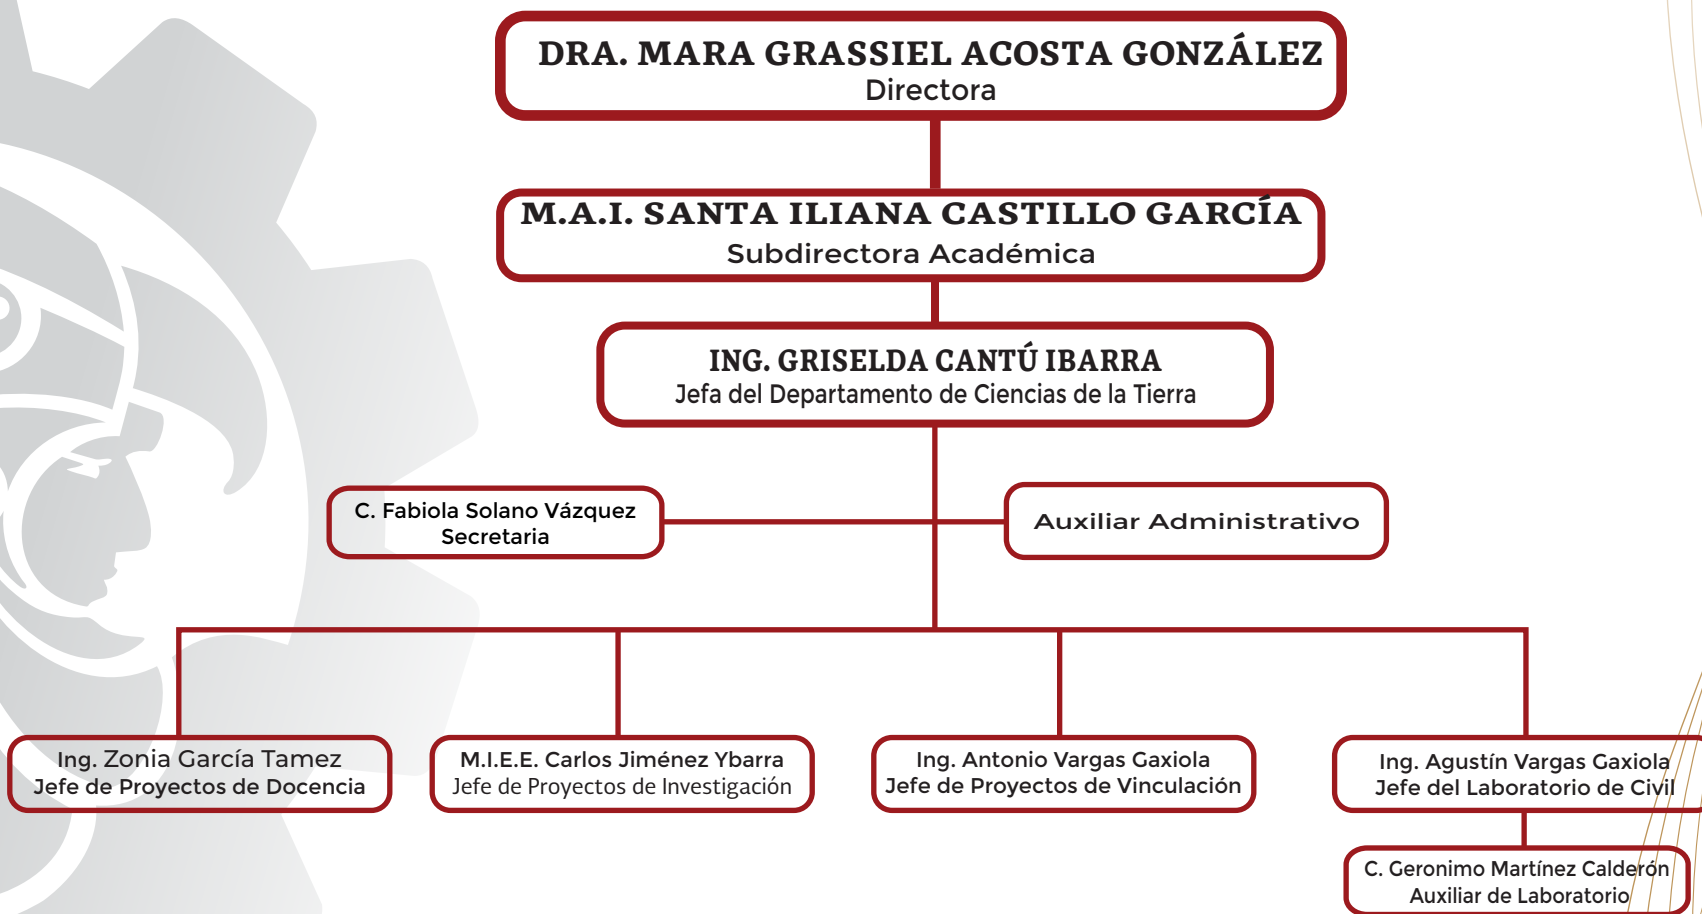 DRA. MARA GRASSIEL ACOSTA GONZÁLEZ
Directora
M.A.I. SANTA ILIANA CASTILLO GARCÍA
Subdirectora Académica
ING. GRISELDA CANTÚ IBARRA
Jefa del Departamento de Ciencias de la Tierra
C. Fabiola Solano Vázquez
Secretaria
Auxiliar Administrativo
Ing. Zonia García Tamez
Jefe de Proyectos de Docencia
M.I.E.E. Carlos Jiménez Ybarra
Jefe de Proyectos de Investigación
Ing. Antonio Vargas Gaxiola
Jefe de Proyectos de Vinculación
Ing. Agustín Vargas Gaxiola
Jefe del Laboratorio de Civil
C. Geronimo Martínez Calderón
Auxiliar de Laboratorio